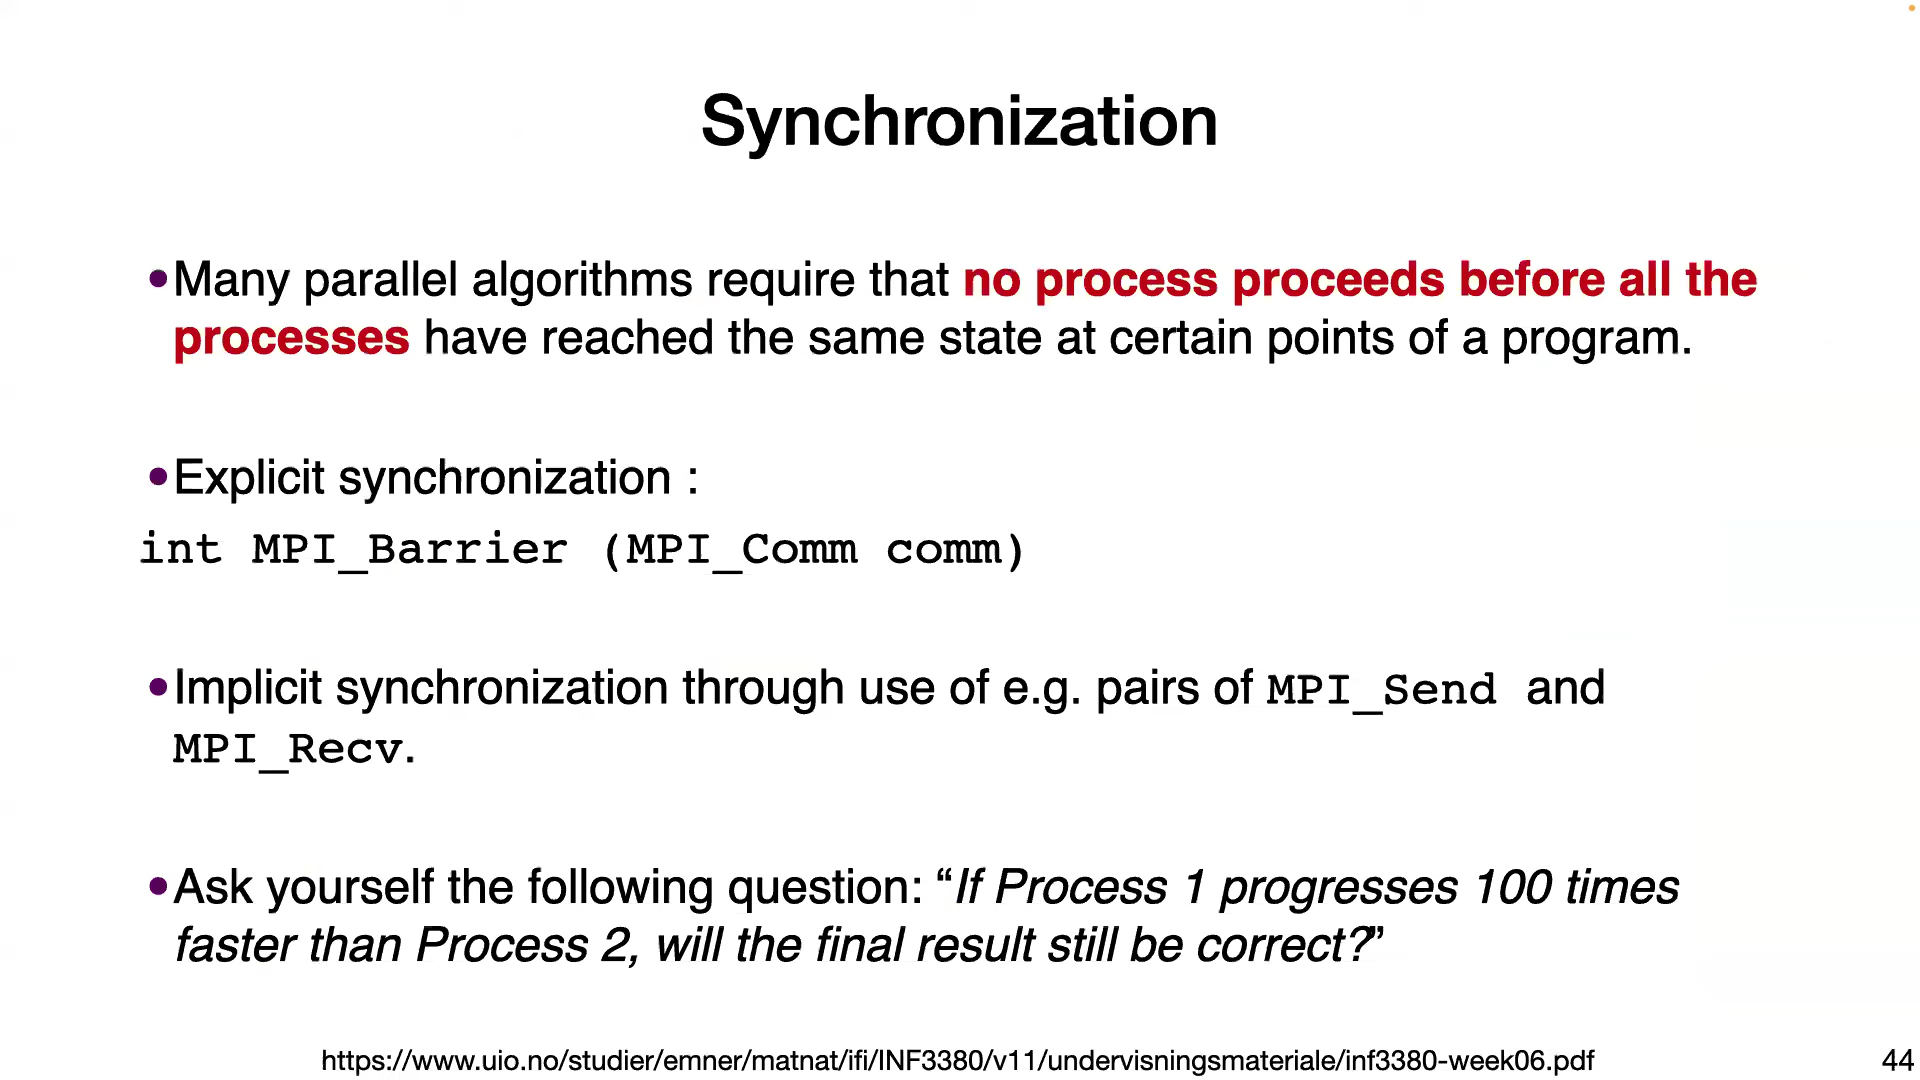 Synchronization
•Many parallel algorithms require that no process proceeds before all the
processes have reached the same state at certain points of a program.
•Explicit synchronization :
int MPI_Barrier (MPI_Comm comm)
•Implicit synchronization through use of e.g. pairs of MPI_Send and
MPI_Recv.
•Ask yourself the following question: “If Process 1 progresses 100 times
faster than Process 2, will the final result still be correct?”
https://www.uio.no/studier/emner/matnat/ifi/INF3380/v11/undervisningsmateriale/inf3380-week06.pdf
44